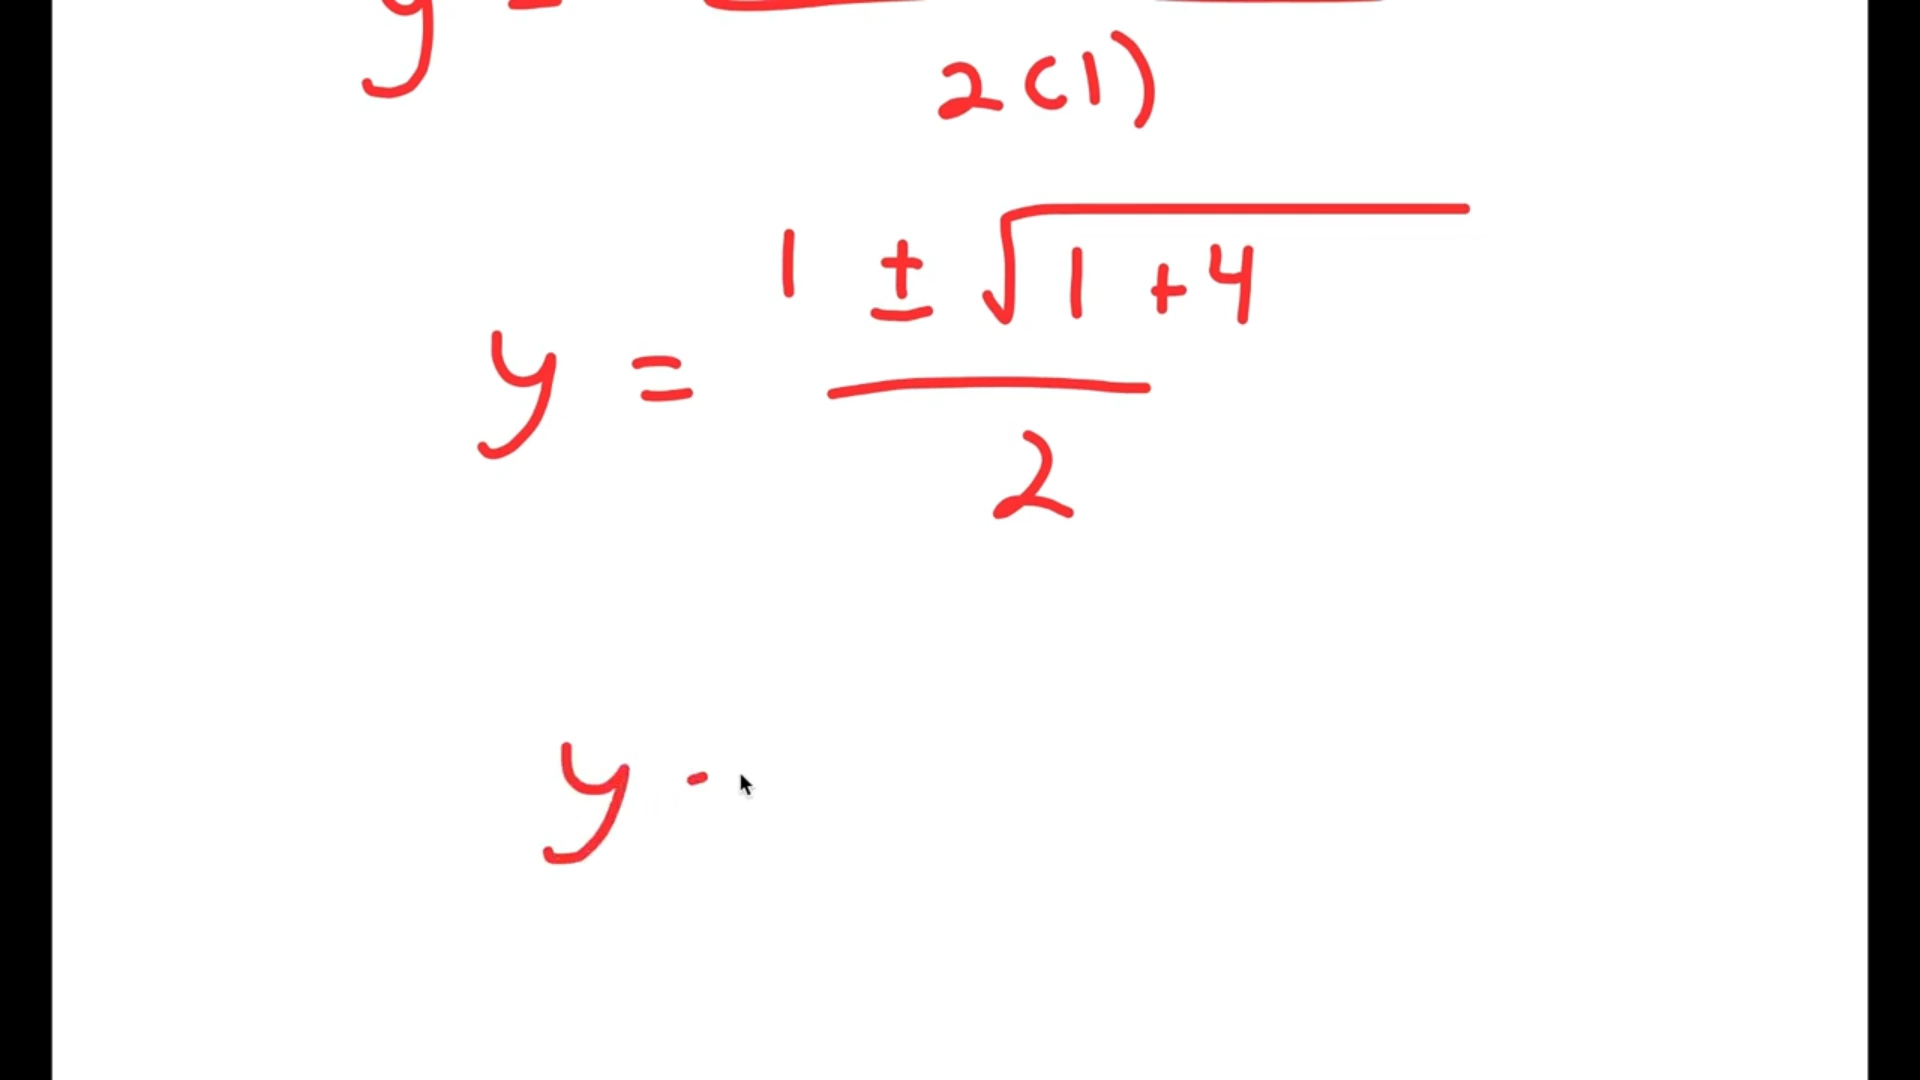 y =
2(1)
1 ± √1 + 4
y =
2
y -